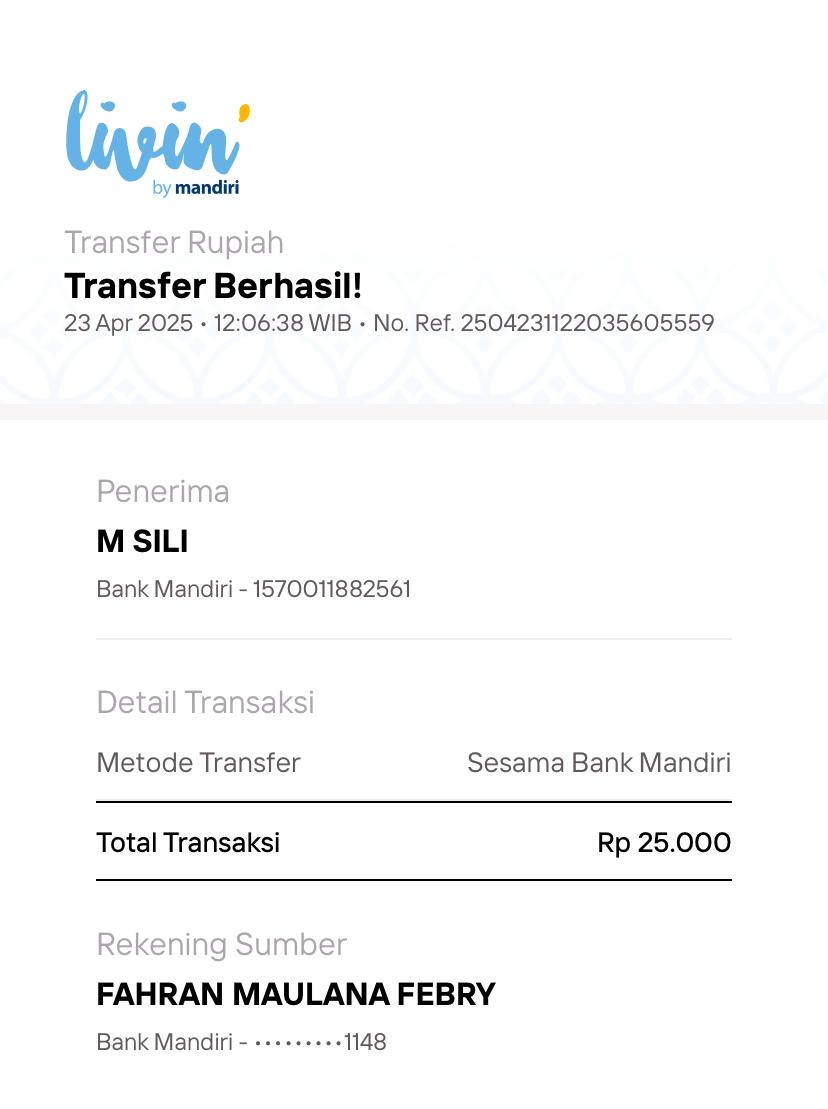 livin'
by mandiri
Transfer Rupiah
Transfer Berhasil!
23 Apr 2025 • 12:06:38 WIB • No. Ref. 2504231122035605559
Penerima
M SILI
Bank Mandiri - 1570011882561
Detail Transaksi
Metode Transfer Sesama Bank Mandiri
Total Transaksi Rp 25.000
Rekening Sumber
FAHRAN MAULANA FEBRY
Bank Mandiri - •••••••••1148